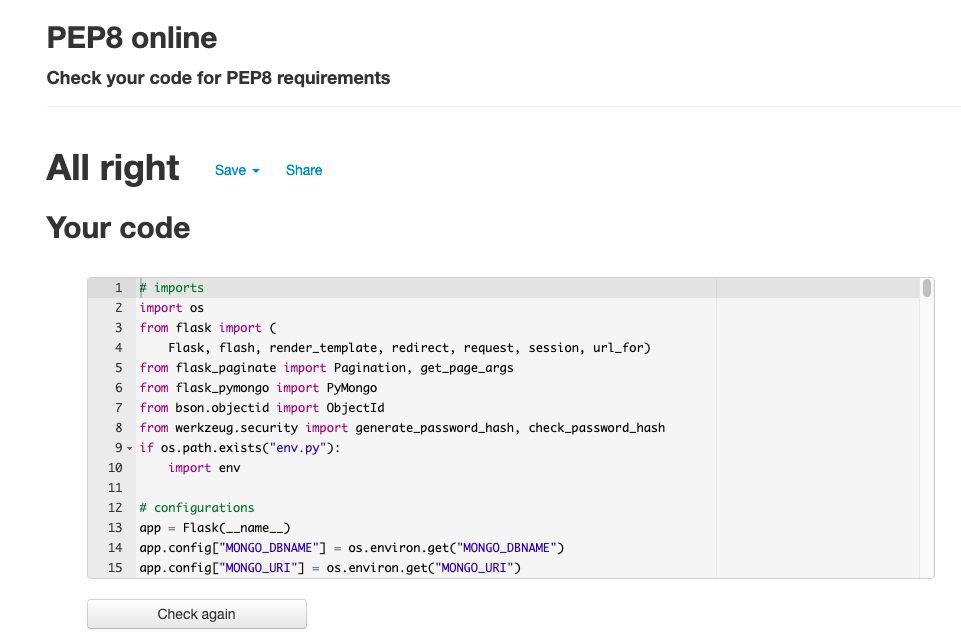 PEP8 online
Check your code for PEP8 requirements
All right Save Share
Your code
1 # imports
2 import os
3 from flask import (
4     Flask, flash, render_template, redirect, request, session, url_for)
5 from flask_paginate import Pagination, get_page_args
6 from flask_pymongo import PyMongo
7 from bson.objectid import ObjectId
8 from werkzeug.security import generate_password_hash, check_password_hash
9 if os.path.exists("env.py"):
10     import env
11
12 # configurations
13 app = Flask(__name__)
14 app.config["MONGO_DBNAME"] = os.environ.get("MONGO_DBNAME")
15 app.config["MONGO_URI"] = os.environ.get("MONGO_URI")
Check again